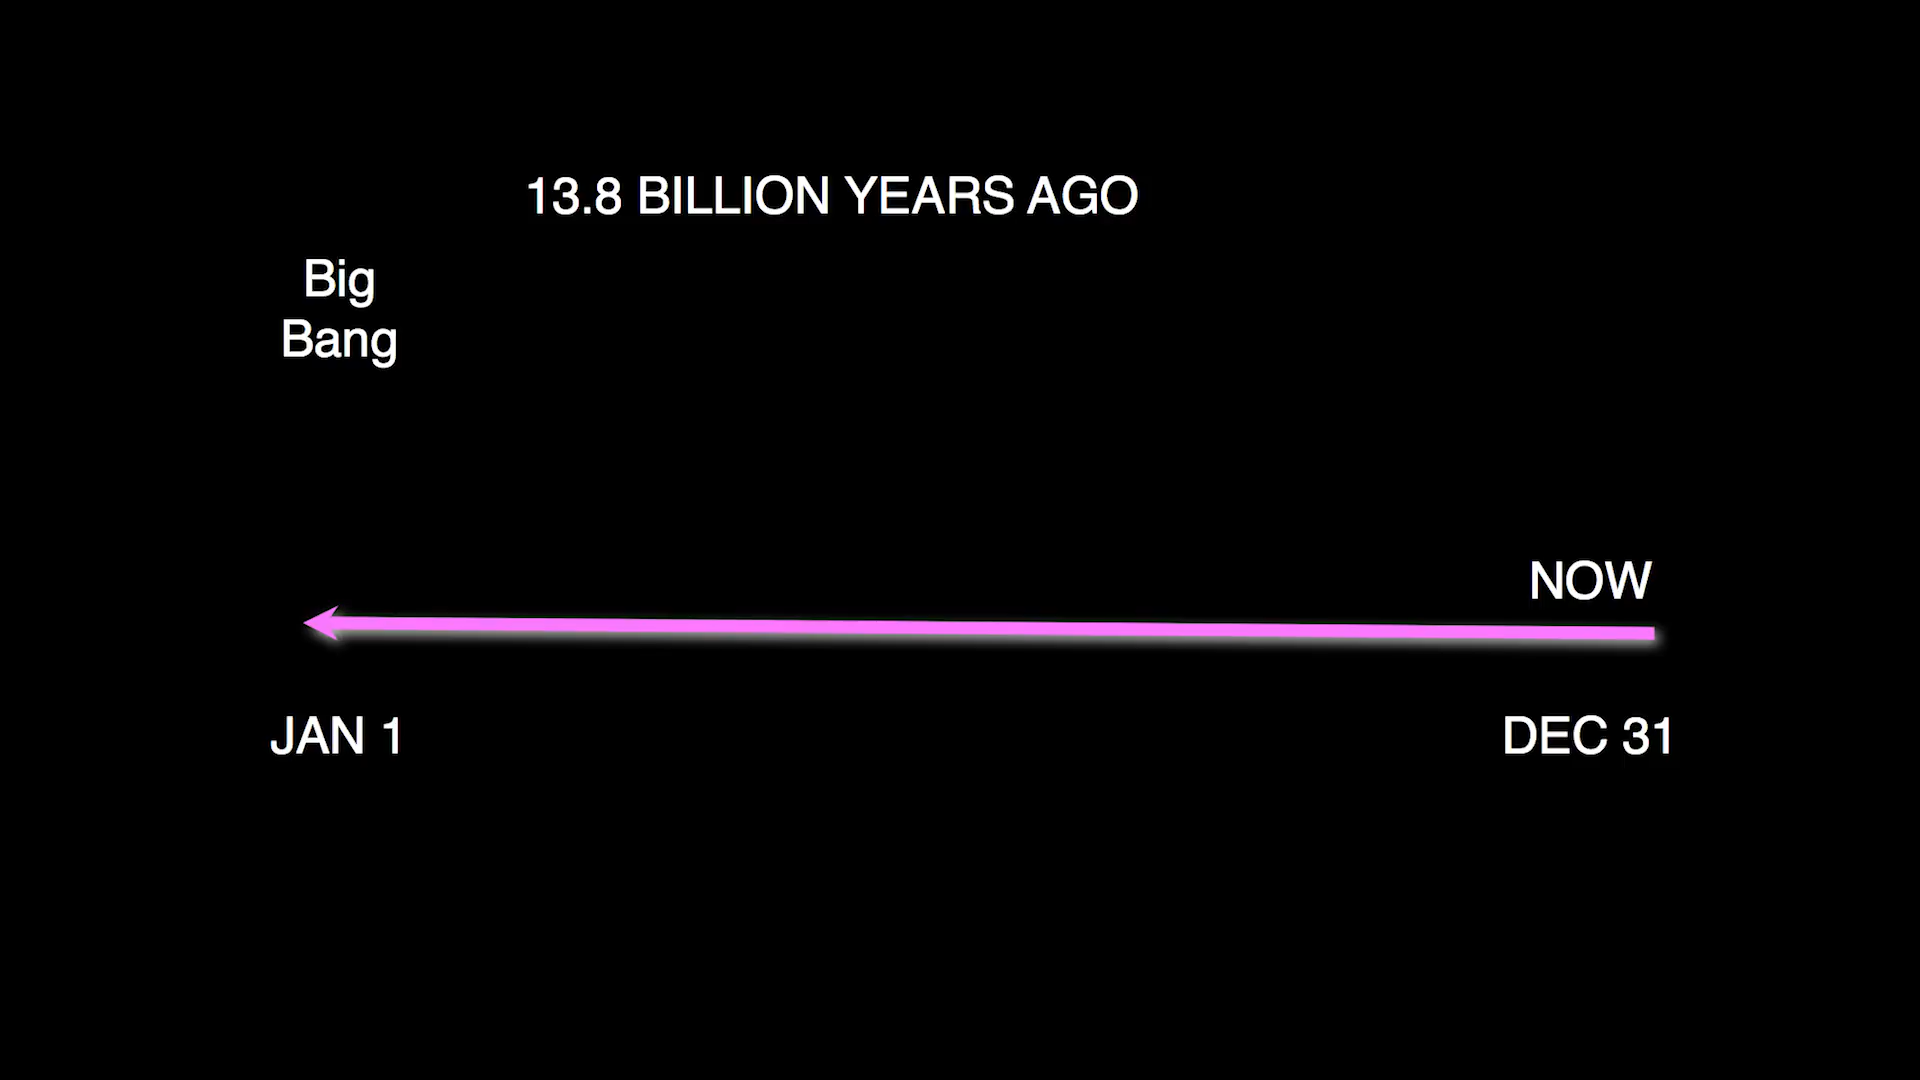 13.8 BILLION YEARS AGO
Big
Bang
NOW
JAN 1
DEC 31